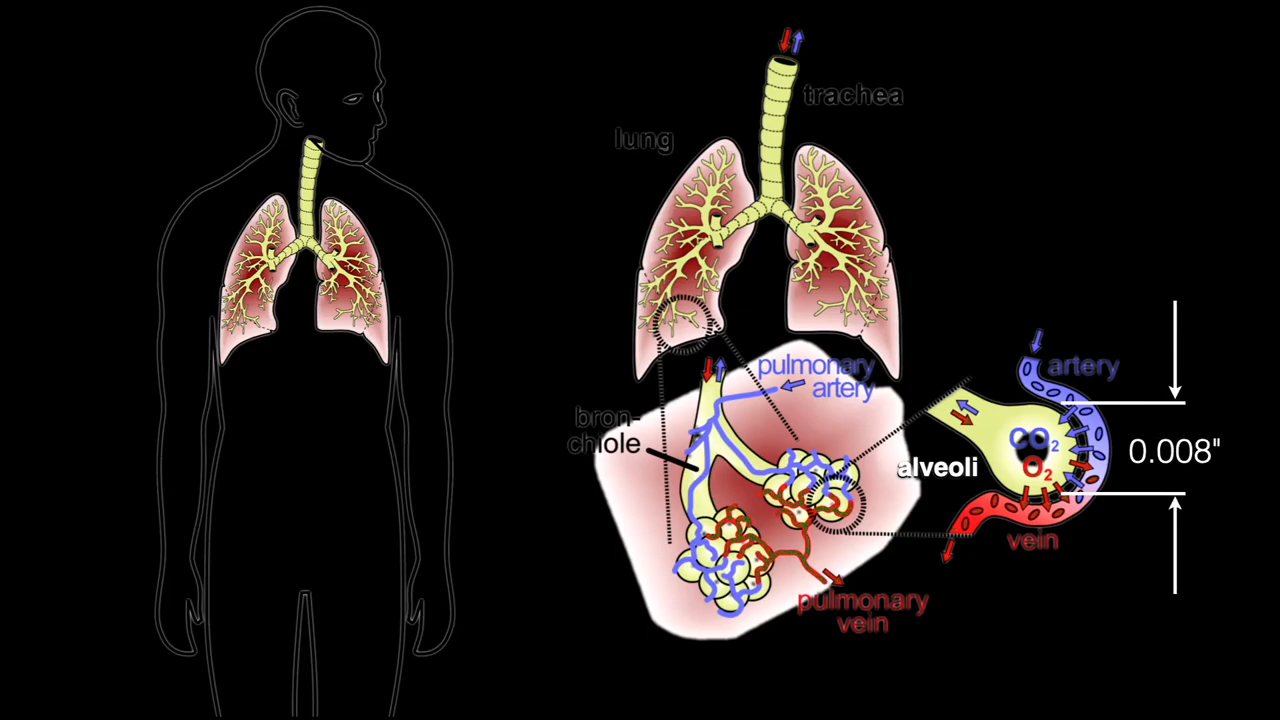 trachea
lung
pulmonary
artery
bron-
chiole
artery
CO2
O2
0.008"
alveoli
vein
pulmonary
vein